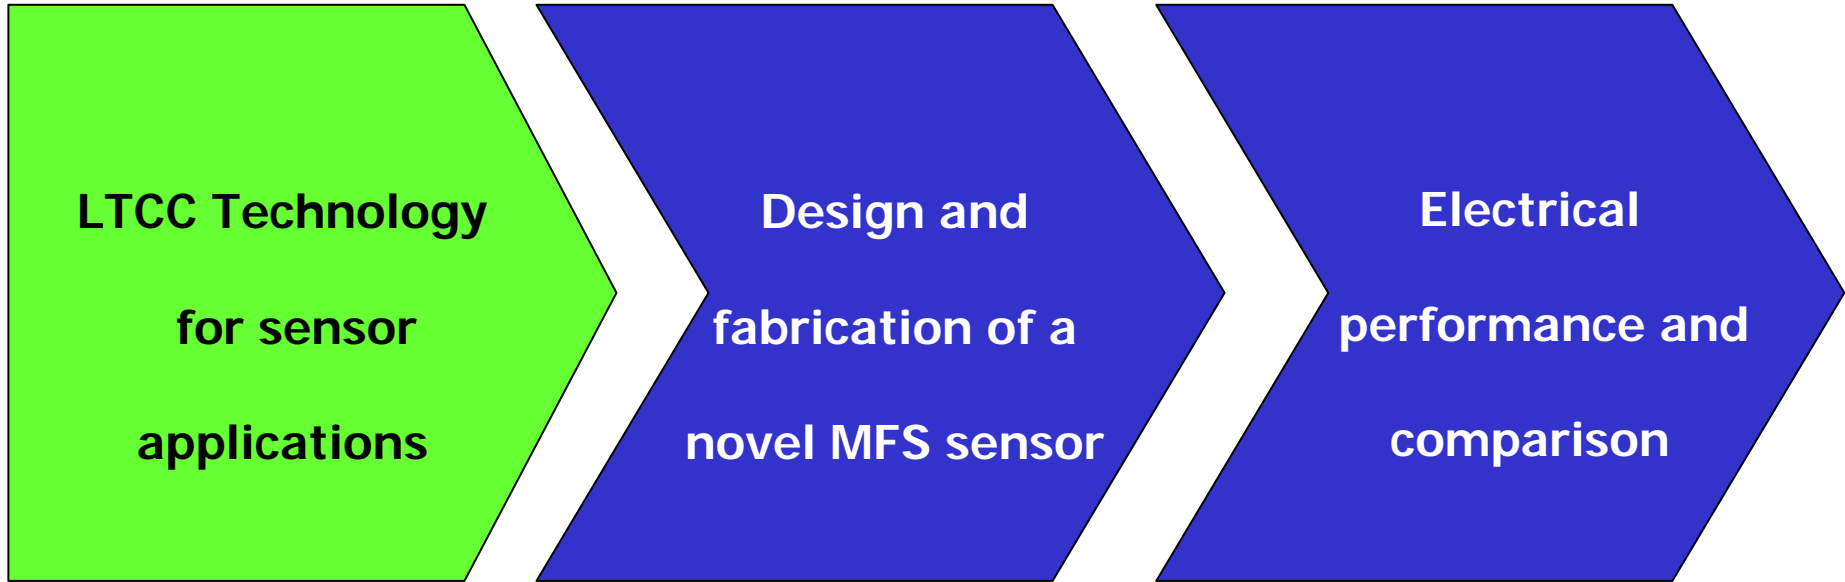 LTCC Technology
for sensor
applications
Design and
fabrication of a
novel MFS sensor
Electrical
performance and
comparison